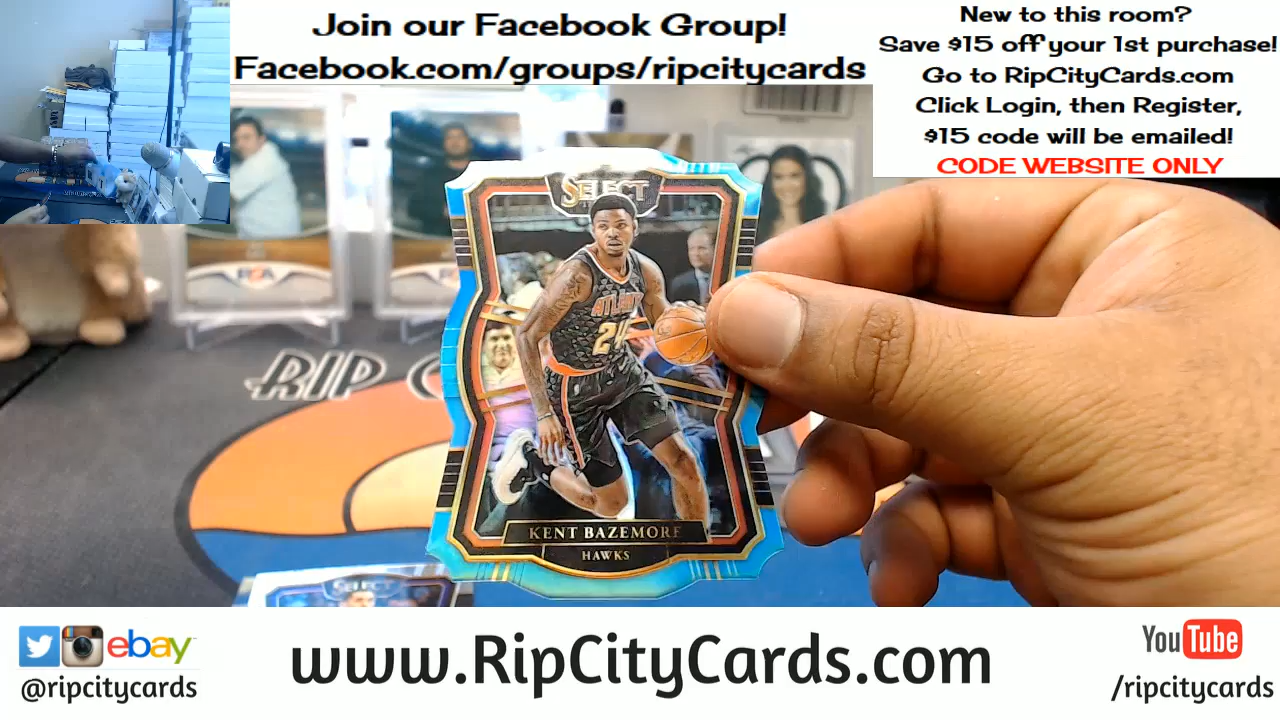 Join our Facebook Group!
Facebook.com/groups/ripcitycards
New to this room?
Save $15 off your 1st purchase!
Go to RipCityCards.com
Click Login, then Register,
$15 code will be emailed!
CODE WEBSITE ONLY
SELECT
ATLANTA
24
KENT BAZEMORE
HAWKS
RIP C
SELECT
ebay
@ripcitycards
www.RipCityCards.com
YouTube
/ripcitycards